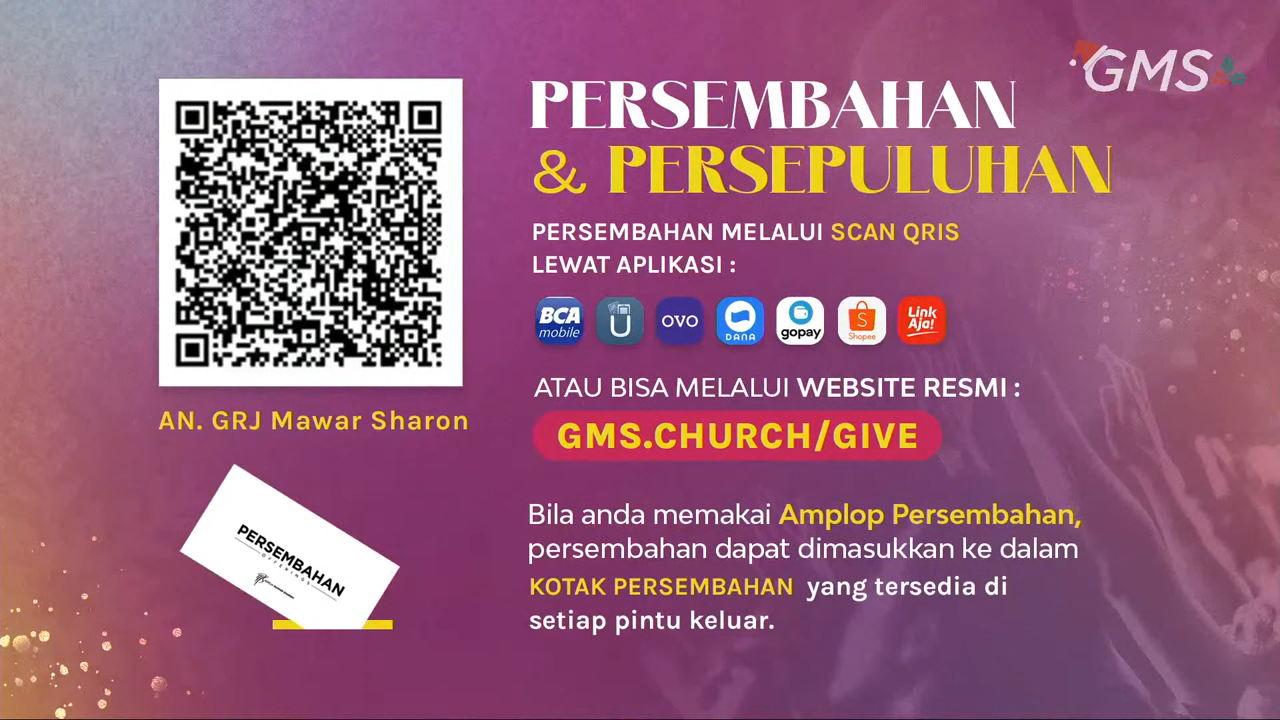 GMS
PERSEMBAHAN
& PERSEPULUHAN
PERSEMBAHAN MELALUI SCAN QRIS
LEWAT APLIKASI :
BCA
mobile
U
OVO
DANA
gopay
S
Shopee
Link
Aja!
ATAU BISA MELALUI WEBSITE RESMI :
GMS.CHURCH/GIVE
AN. GRJ Mawar Sharon
PERSEMBAHAN
OFFERINGS
Bila anda memakai Amplop Persembahan,
persembahan dapat dimasukkan ke dalam
KOTAK PERSEMBAHAN yang tersedia di
setiap pintu keluar.